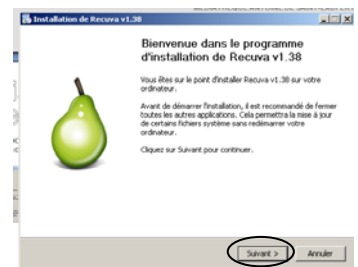 Installation de Recuva v1.38
Bienvenue dans le programme
d'installation de Recuva v1.38
Vous êtes sur le point d'installer Recuva v1.38 sur votre
ordinateur.
Avant de démarrer l'installation, il est recommandé de fermer
toutes les autres applications. Cela permettra la mise à jour
de certains fichiers système sans redémarrer votre
ordinateur.
Cliquez sur Suivant pour continuer.
Suivant >
Annuler